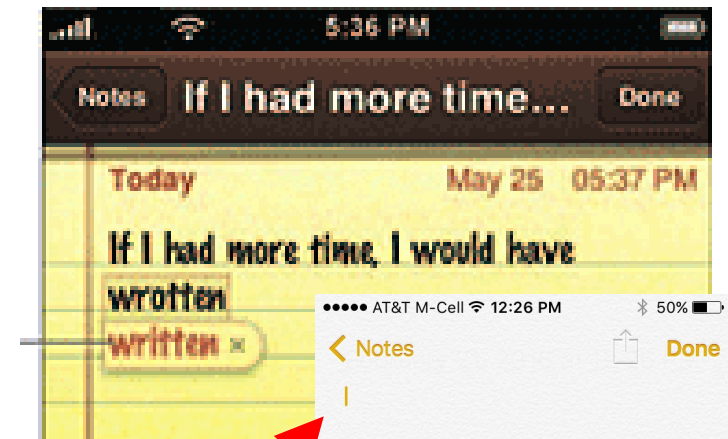 5:36 PM
Notes If I had more time... Done
Today May 25 05:37 PM
If I had more time, I would have
wrotten
written ×
AT&T M-Cell 12:26 PM 50%
Notes Done